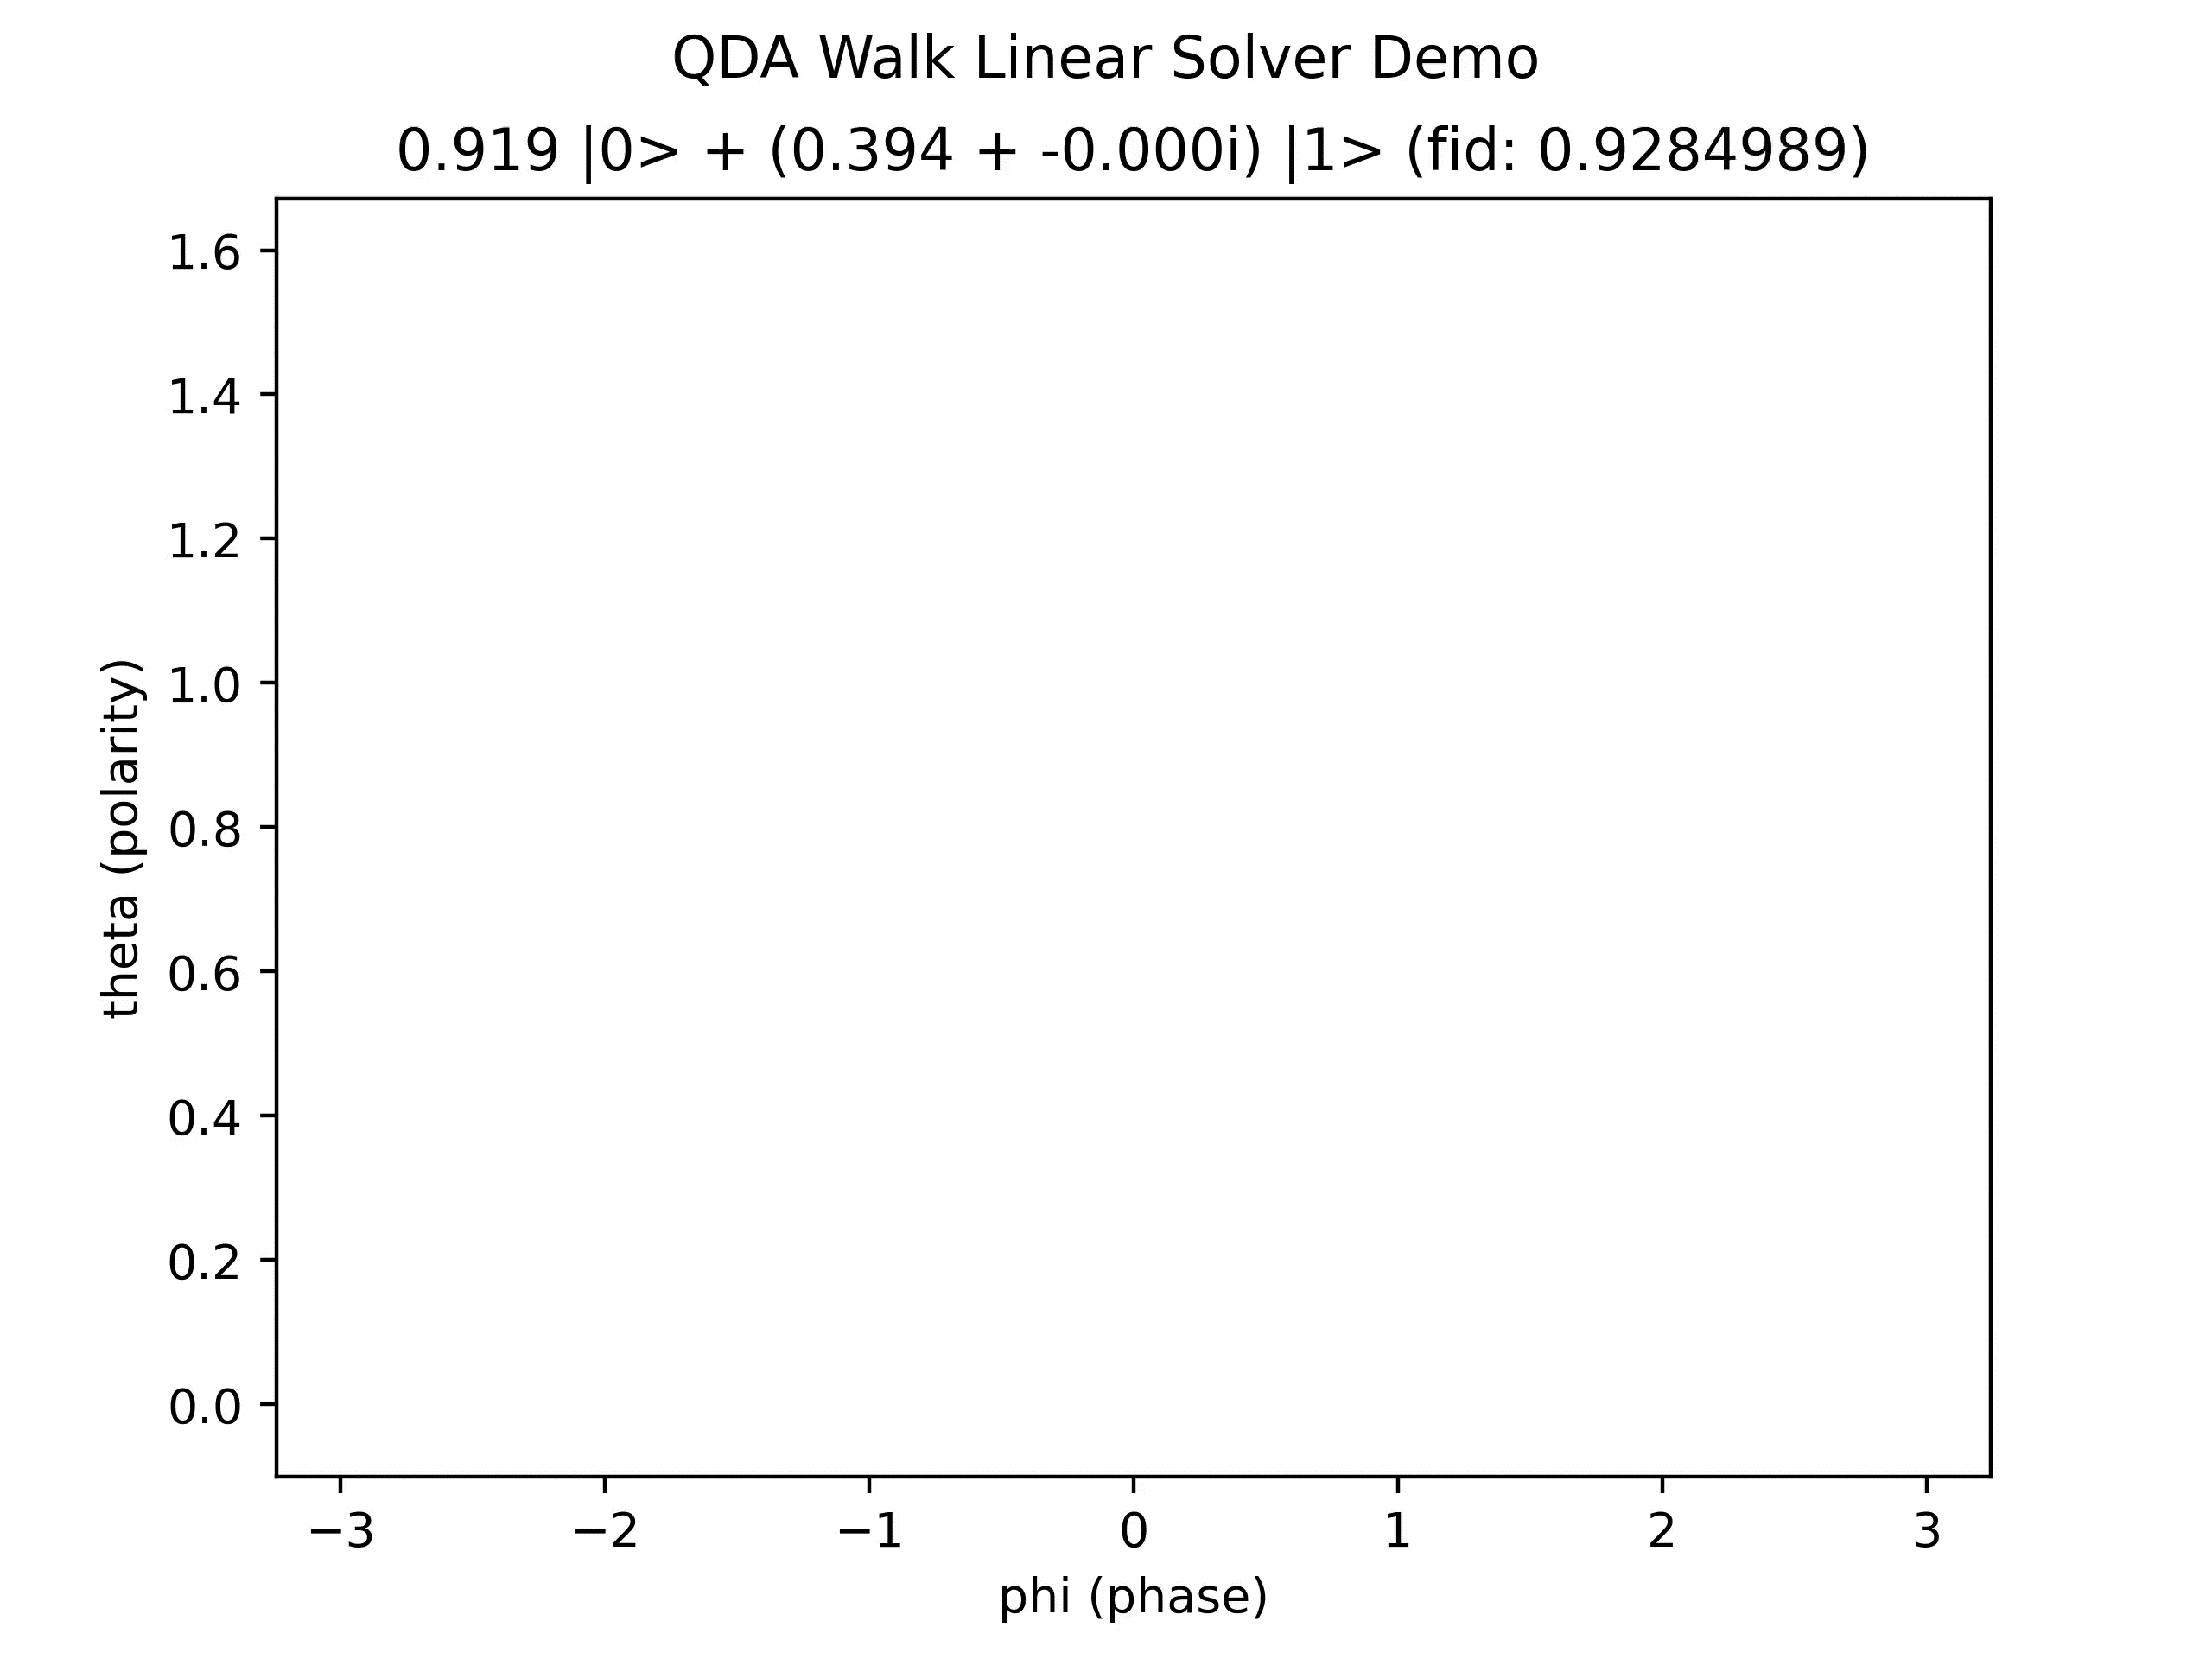 QDA Walk Linear Solver Demo
0.919 |0> + (0.394 + -0.000i) |1> (fid: 0.9284989)
1.6
1.4
1.2
1.0
0.8
0.6
0.4
0.2
0.0
theta (polarity)
−3 −2 −1 0 1 2 3
phi (phase)